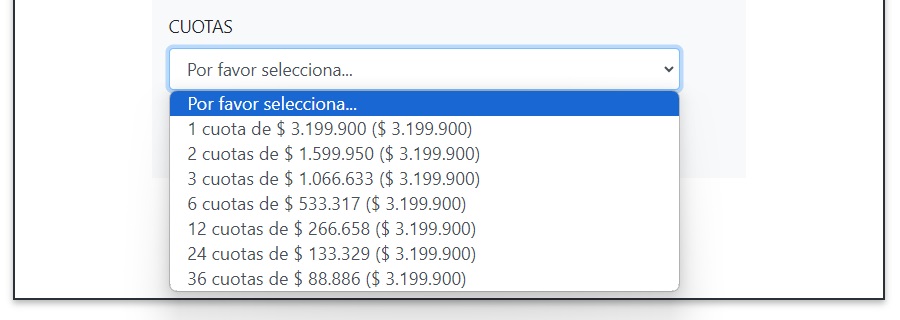 CUOTAS
Por favor selecciona...
Por favor selecciona...
1 cuota de $ 3.199.900 ($ 3.199.900)
2 cuotas de $ 1.599.950 ($ 3.199.900)
3 cuotas de $ 1.066.633 ($ 3.199.900)
6 cuotas de $ 533.317 ($ 3.199.900)
12 cuotas de $ 266.658 ($ 3.199.900)
24 cuotas de $ 133.329 ($ 3.199.900)
36 cuotas de $ 88.886 ($ 3.199.900)